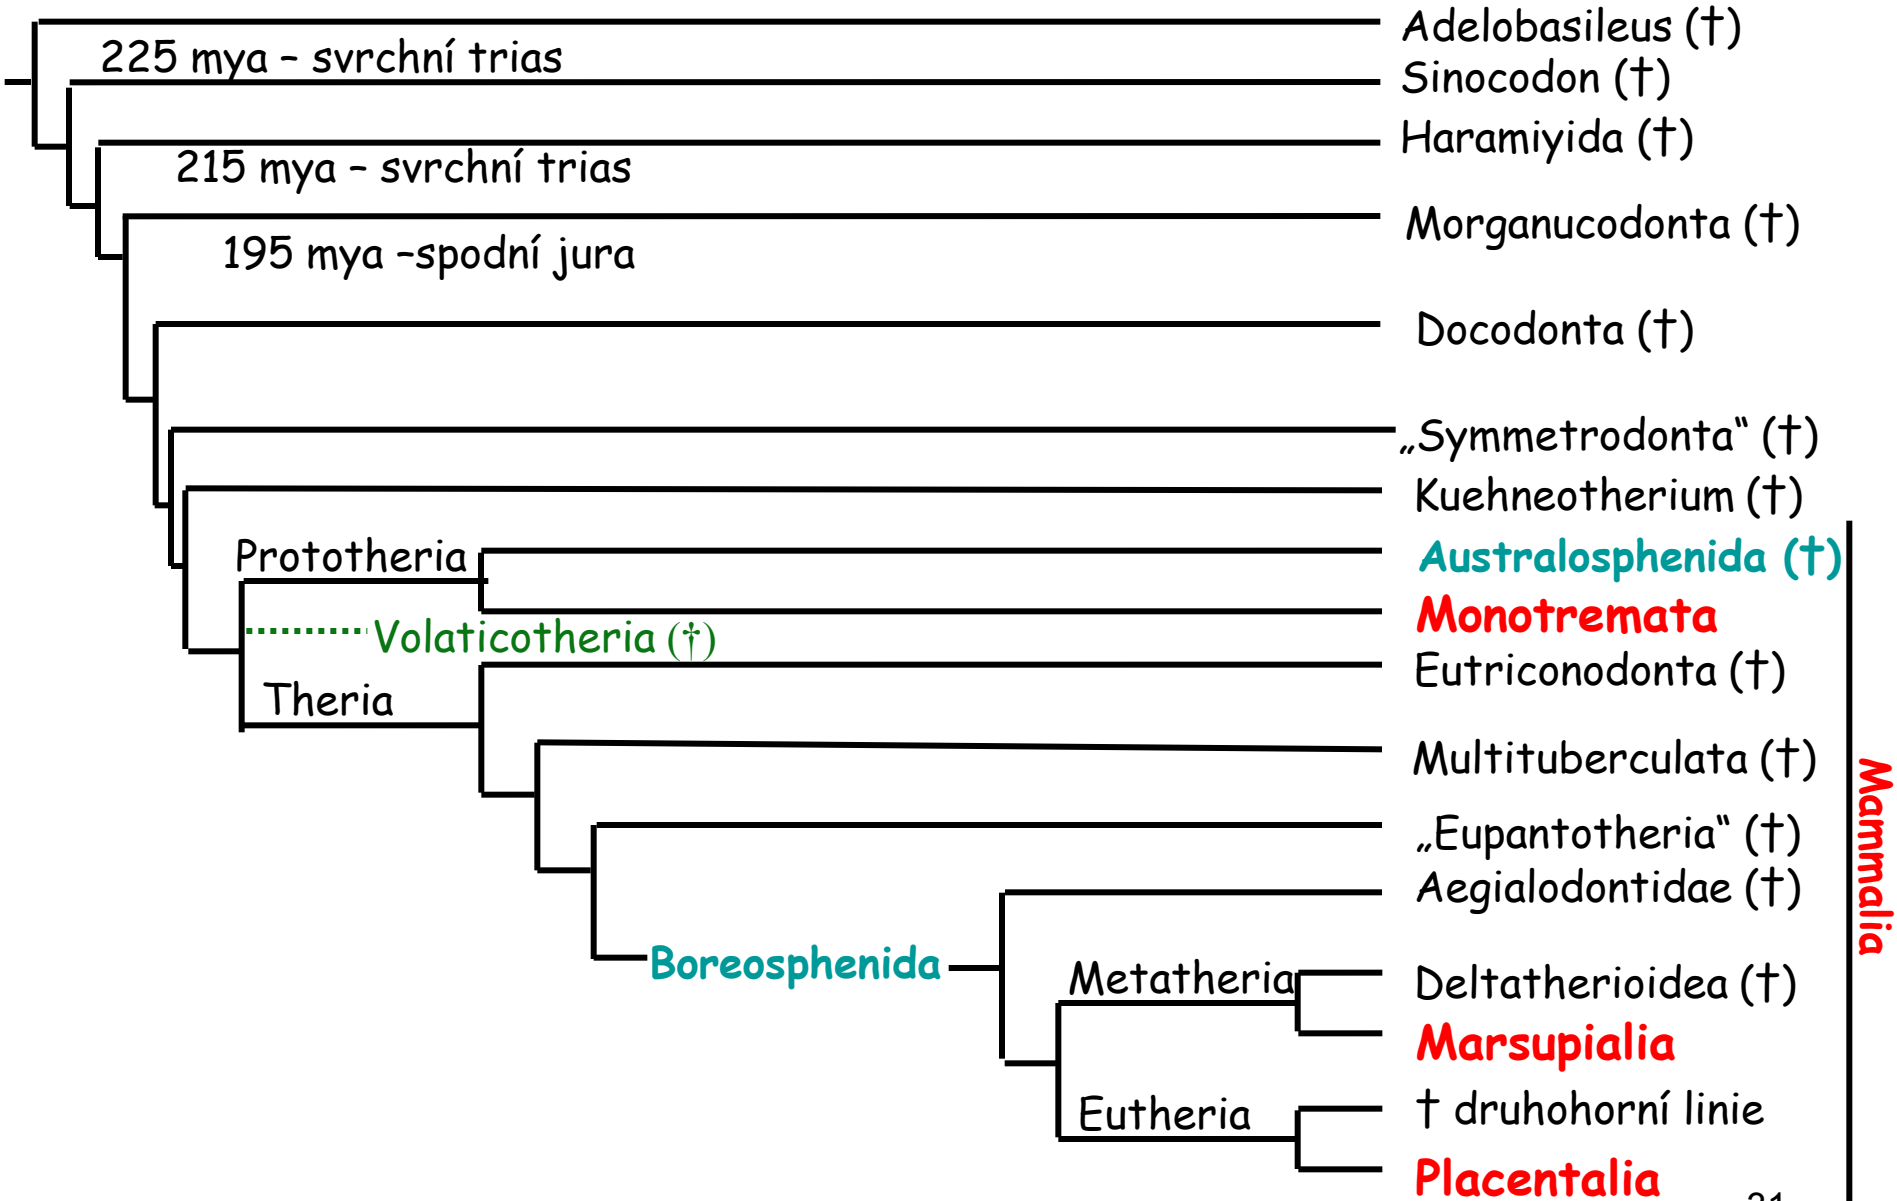 Adelobasileus (†)
225 mya – svrchní trias
Sinocodon (†)
Haramiyida (†)
215 mya – svrchní trias
Morganucodonta (†)
195 mya –spodní jura
Docodonta (†)
„Symmetrodonta“ (†)
Kuehneotherium (†)
Prototheria
Australosphenida (†)
Monotremata
Volaticotheria (†)
Eutriconodonta (†)
Theria
Multituberculata (†)
Mammalia
„Eupantotheria“ (†)
Aegialodontidae (†)
Boreosphenida
Metatheria
Deltatherioidea (†)
Marsupialia
Eutheria
† druhohorní linie
Placentalia